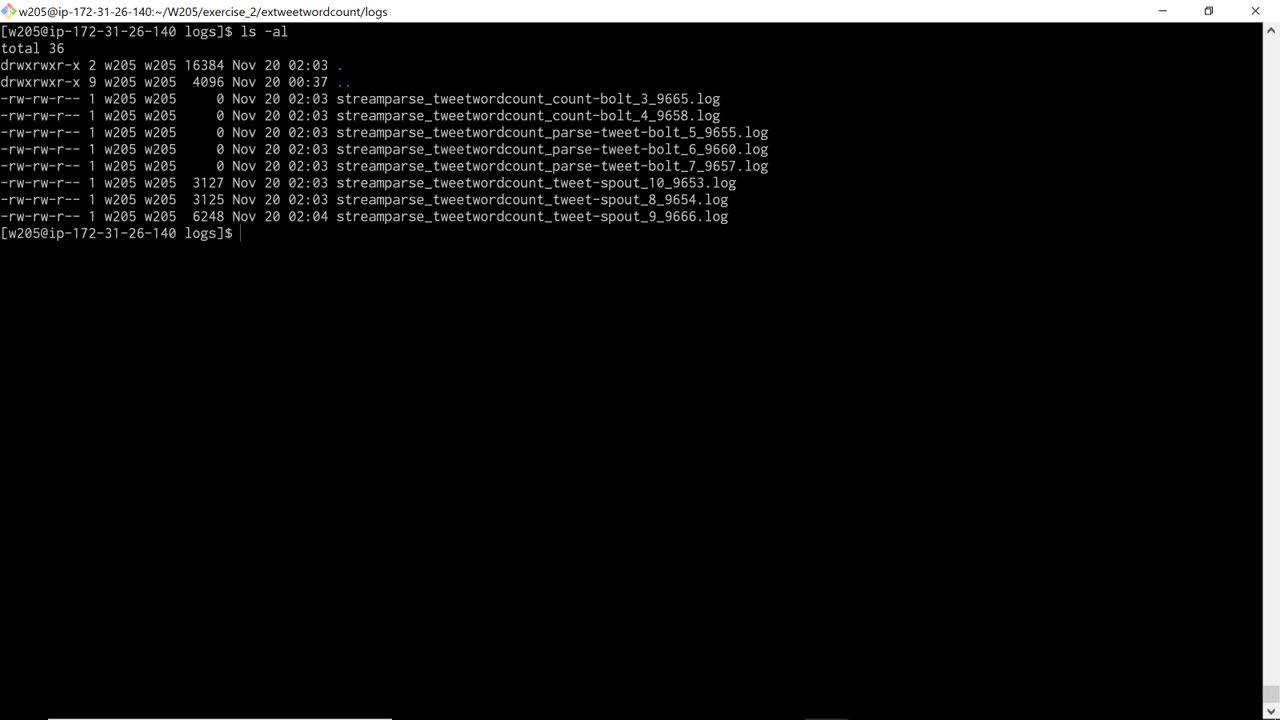 w205@ip-172-31-26-140:~/W205/exercise_2/extweetwordcount/logs
[w205@ip-172-31-26-140 logs]$ ls -al
total 36
drwxrwxr-x 2 w205 w205 16384 Nov 20 02:03 .
drwxrwxr-x 9 w205 w205  4096 Nov 20 00:37 ..
-rw-rw-r-- 1 w205 w205     0 Nov 20 02:03 streamparse_tweetwordcount_count-bolt_3_9665.log
-rw-rw-r-- 1 w205 w205     0 Nov 20 02:03 streamparse_tweetwordcount_count-bolt_4_9658.log
-rw-rw-r-- 1 w205 w205     0 Nov 20 02:03 streamparse_tweetwordcount_parse-tweet-bolt_5_9655.log
-rw-rw-r-- 1 w205 w205     0 Nov 20 02:03 streamparse_tweetwordcount_parse-tweet-bolt_6_9660.log
-rw-rw-r-- 1 w205 w205     0 Nov 20 02:03 streamparse_tweetwordcount_parse-tweet-bolt_7_9657.log
-rw-rw-r-- 1 w205 w205  3127 Nov 20 02:03 streamparse_tweetwordcount_tweet-spout_10_9653.log
-rw-rw-r-- 1 w205 w205  3125 Nov 20 02:03 streamparse_tweetwordcount_tweet-spout_8_9654.log
-rw-rw-r-- 1 w205 w205  6248 Nov 20 02:04 streamparse_tweetwordcount_tweet-spout_9_9666.log
[w205@ip-172-31-26-140 logs]$